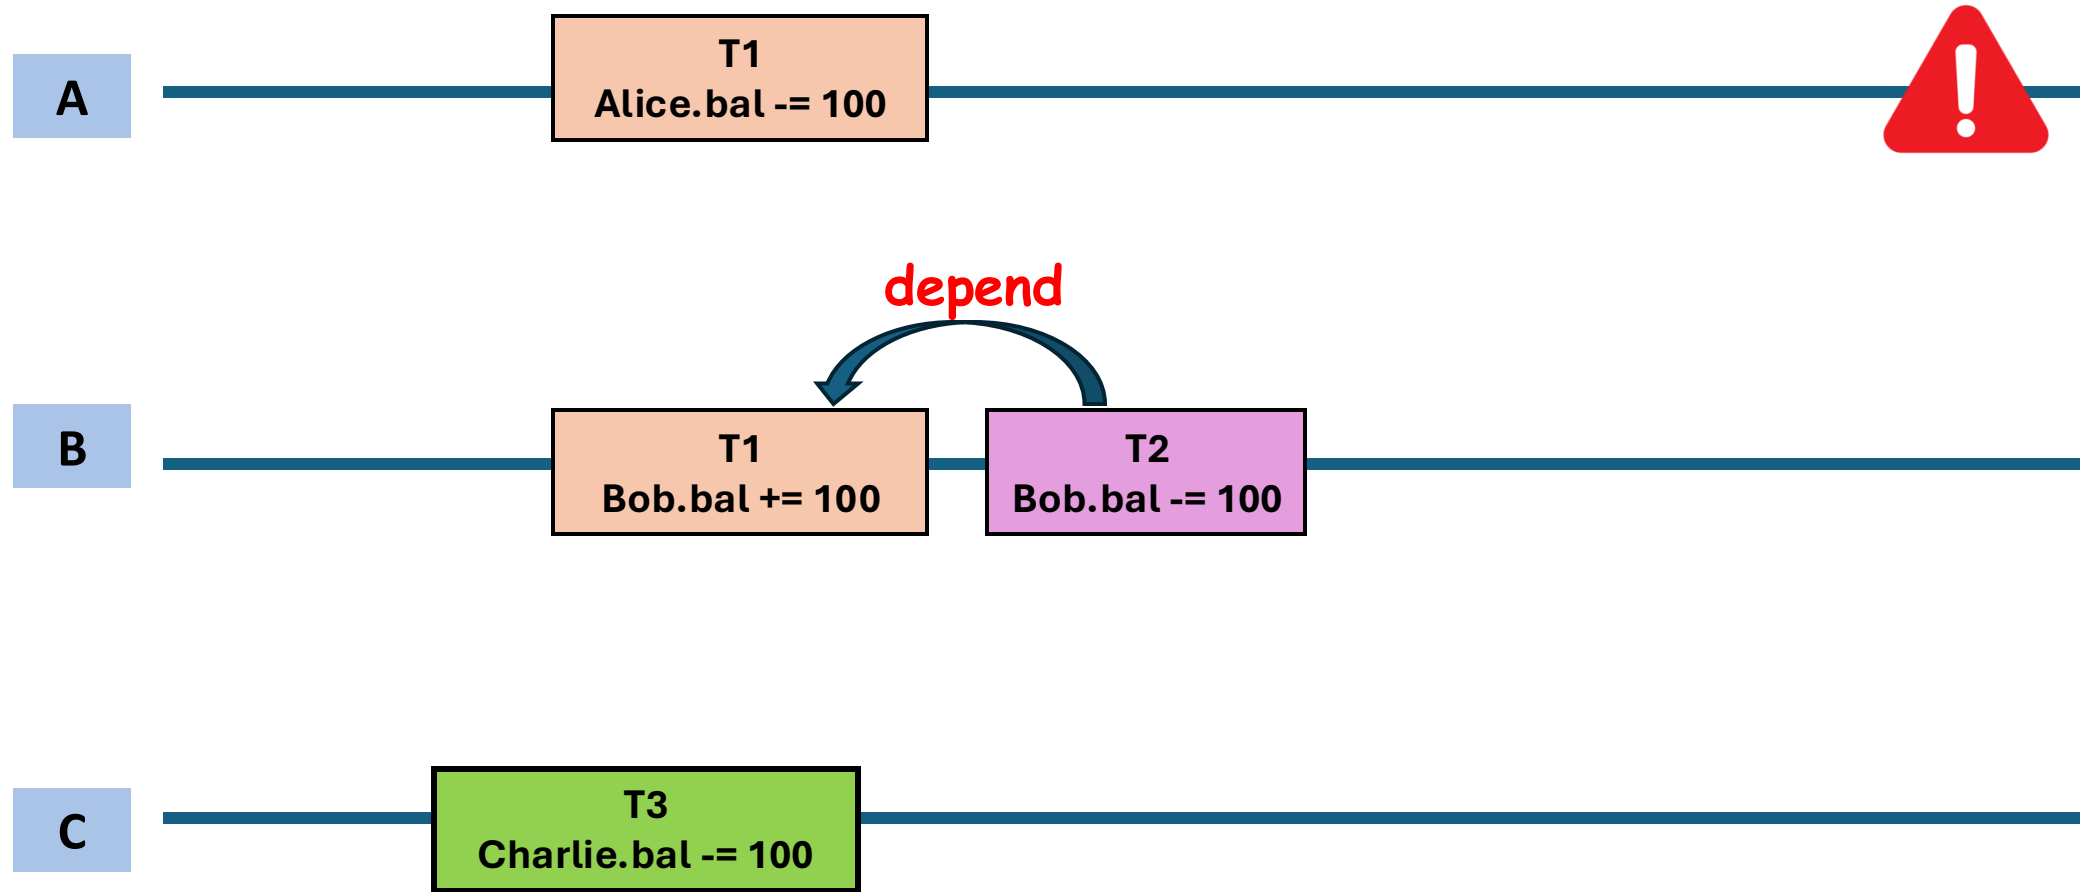 A
T1
Alice.bal -= 100
depend
B
T1
Bob.bal += 100
T2
Bob.bal -= 100
C
T3
Charlie.bal -= 100